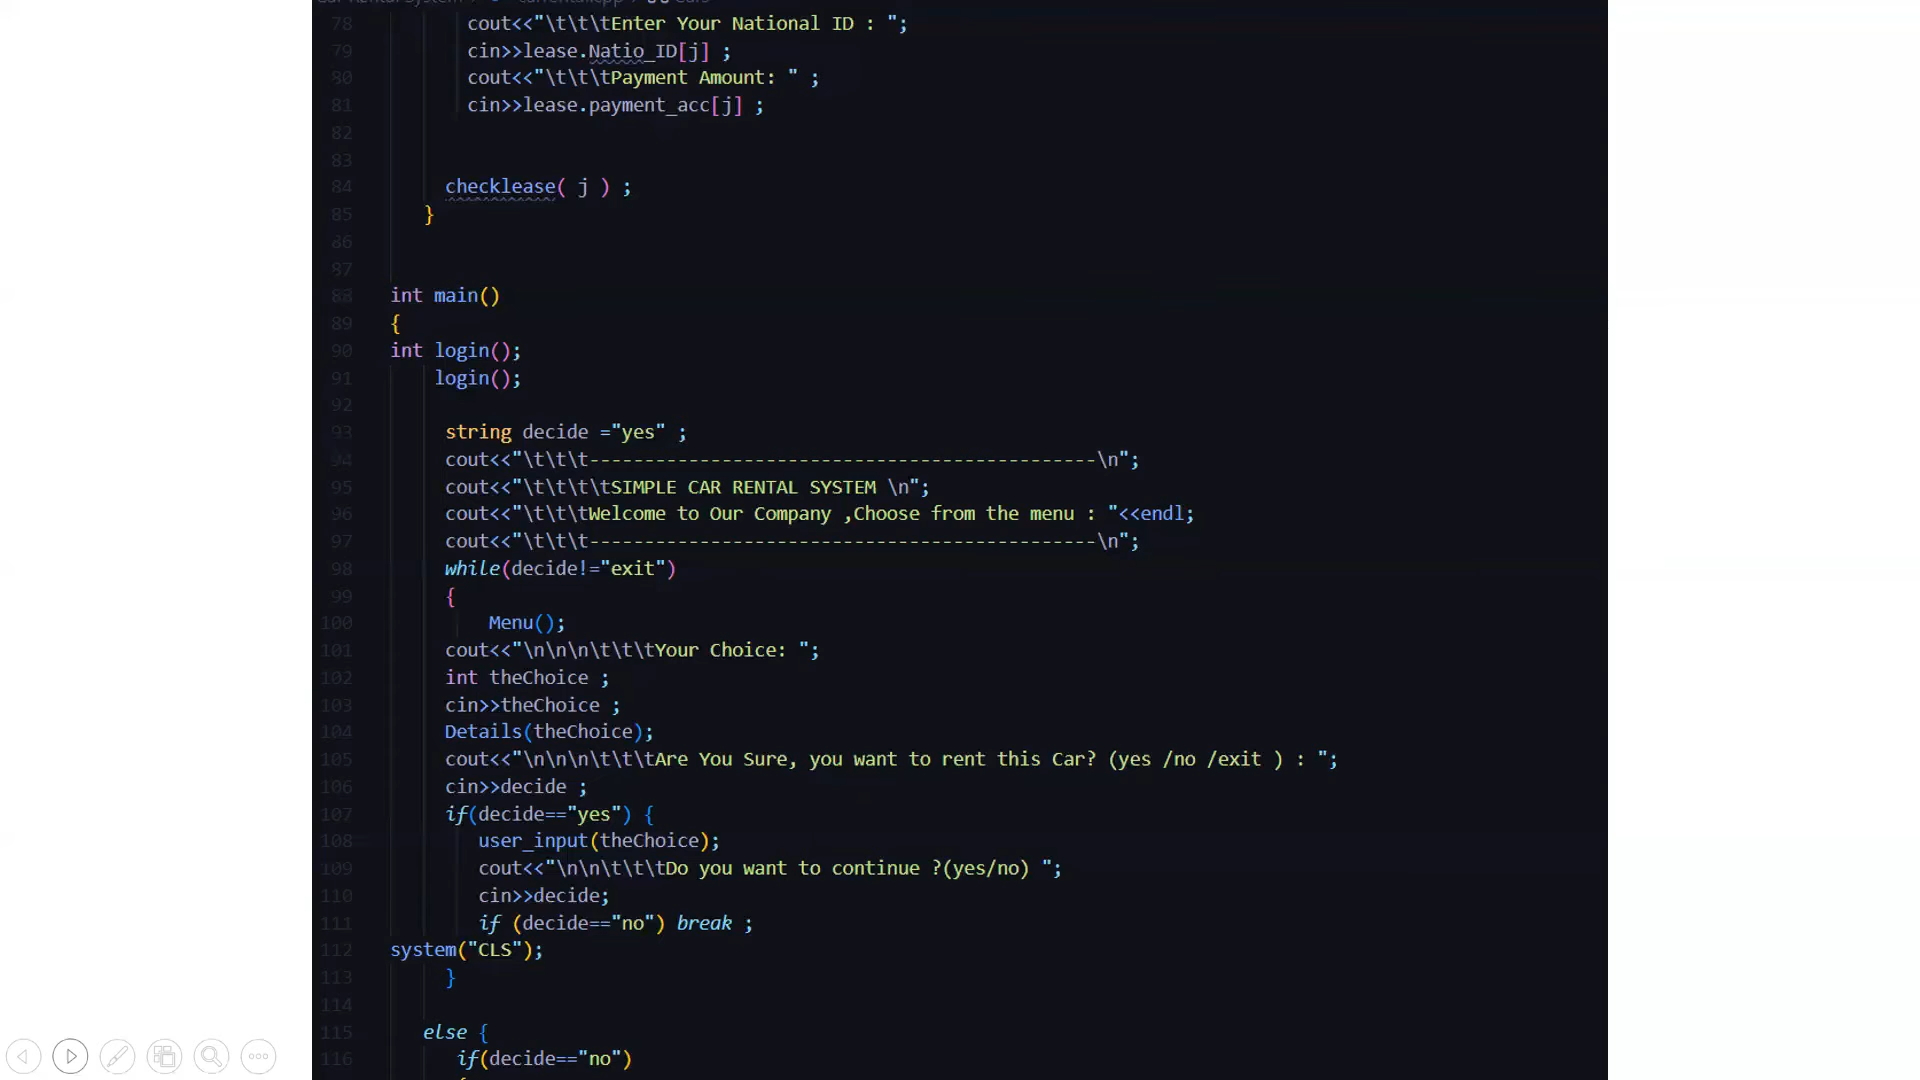 78 cout<<"\t\t\tEnter Your National ID : ";
79 cin>>lease.Natio_ID[j] ;
80 cout<<"\t\t\tPayment Amount: " ;
81 cin>>lease.payment_acc[j] ;
82
83
84 checklease( j ) ;
85 }
86
87
88 int main()
89 {
90 int login();
91 login();
92
93 string decide ="yes" ;
94 cout<<"\t\t\t----------------------------------------------\n";
95 cout<<"\t\t\t\tSIMPLE CAR RENTAL SYSTEM \n";
96 cout<<"\t\t\tWelcome to Our Company ,Choose from the menu : "<<endl;
97 cout<<"\t\t\t----------------------------------------------\n";
98 while(decide!="exit")
99 {
100 Menu();
101 cout<<"\n\n\n\t\t\tYour Choice: ";
102 int theChoice ;
103 cin>>theChoice ;
104 Details(theChoice);
105 cout<<"\n\n\n\t\t\tAre You Sure, you want to rent this Car? (yes /no /exit ) : ";
106 cin>>decide ;
107 if(decide=="yes") {
108 user_input(theChoice);
109 cout<<"\n\n\t\t\tDo you want to continue ?(yes/no) ";
110 cin>>decide;
111 if (decide=="no") break ;
112 system("CLS");
113 }
114
115 else {
116 if(decide=="no")